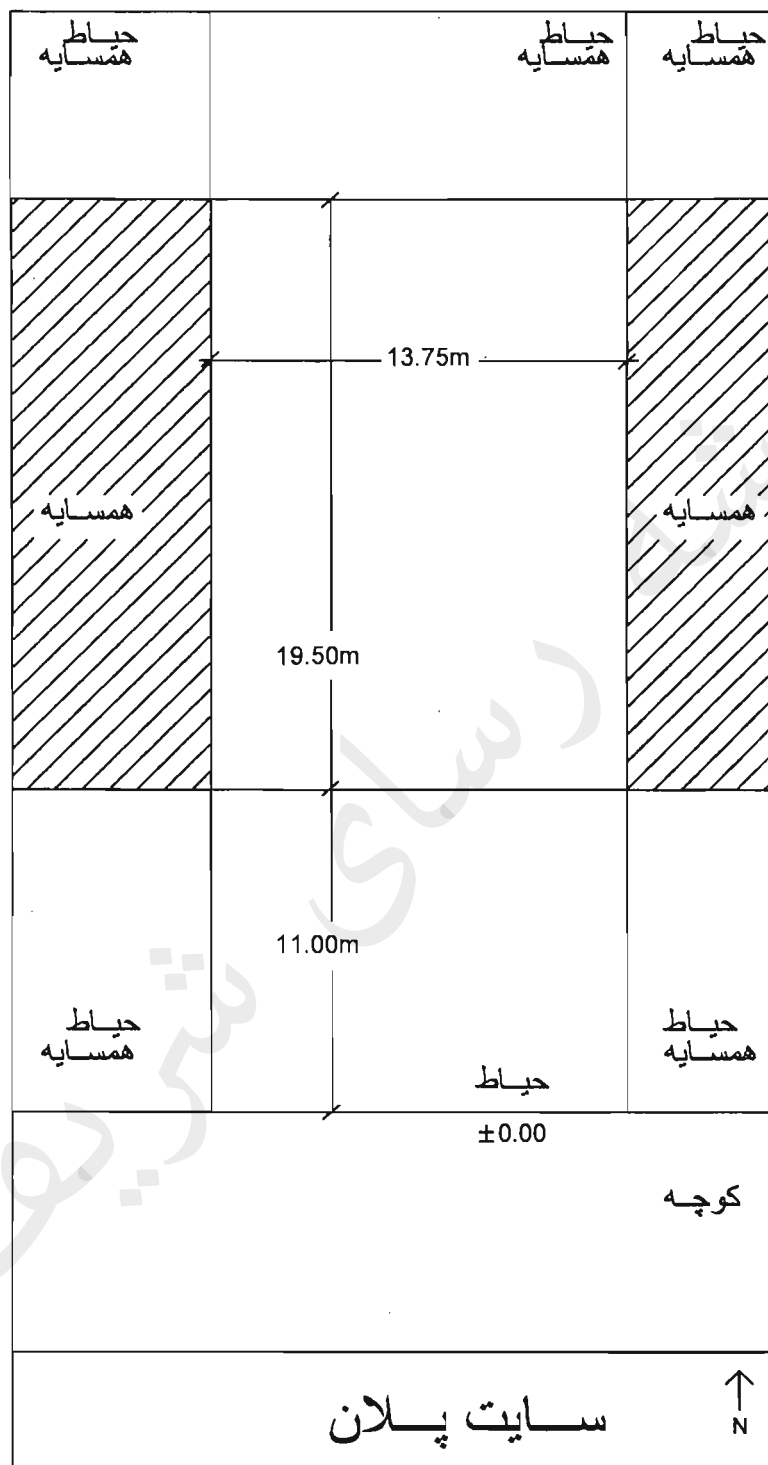 حیاط
همسایه
حیاط
همسایه
حیاط
همسایه
13.75m
همسایه
همسایه
19.50m
11.00m
حیاط
همسایه
حیاط
همسایه
حیاط
±0.00
کوچه
سایت پلان
N